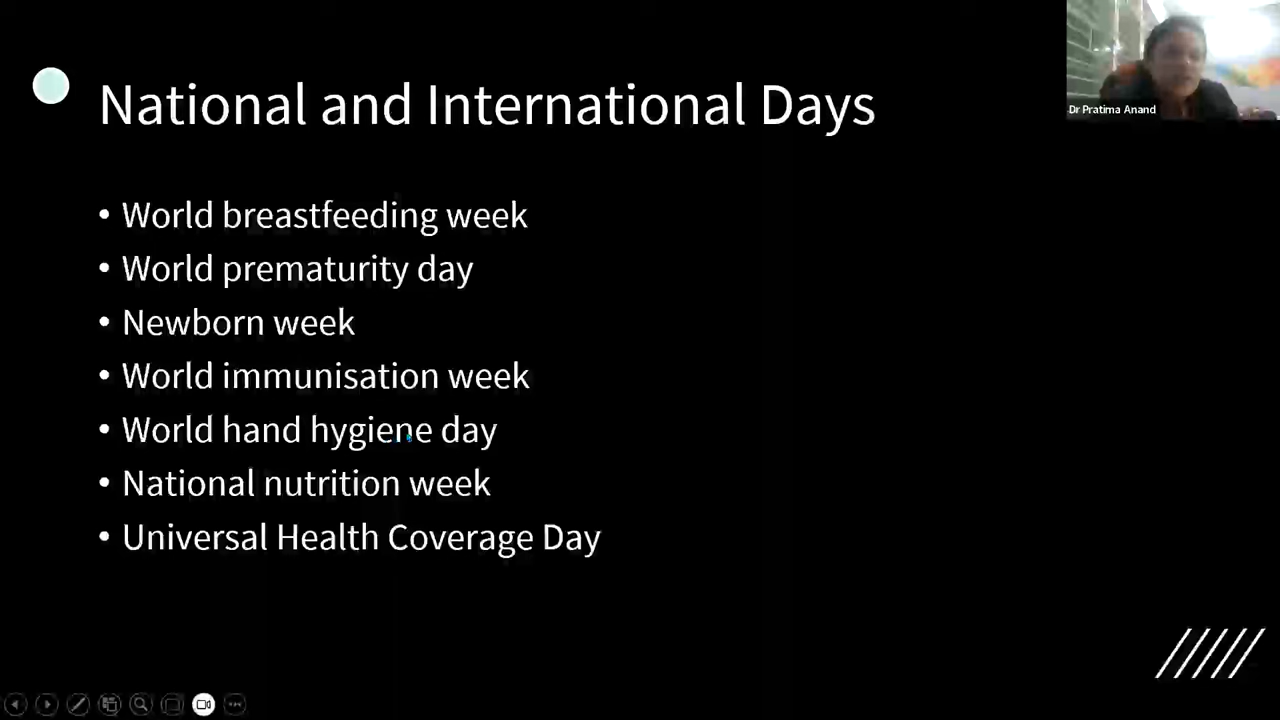 National and International Days
Dr Pratima Anand
• World breastfeeding week
• World prematurity day
• Newborn week
• World immunisation week
• World hand hygiene day
• National nutrition week
• Universal Health Coverage Day